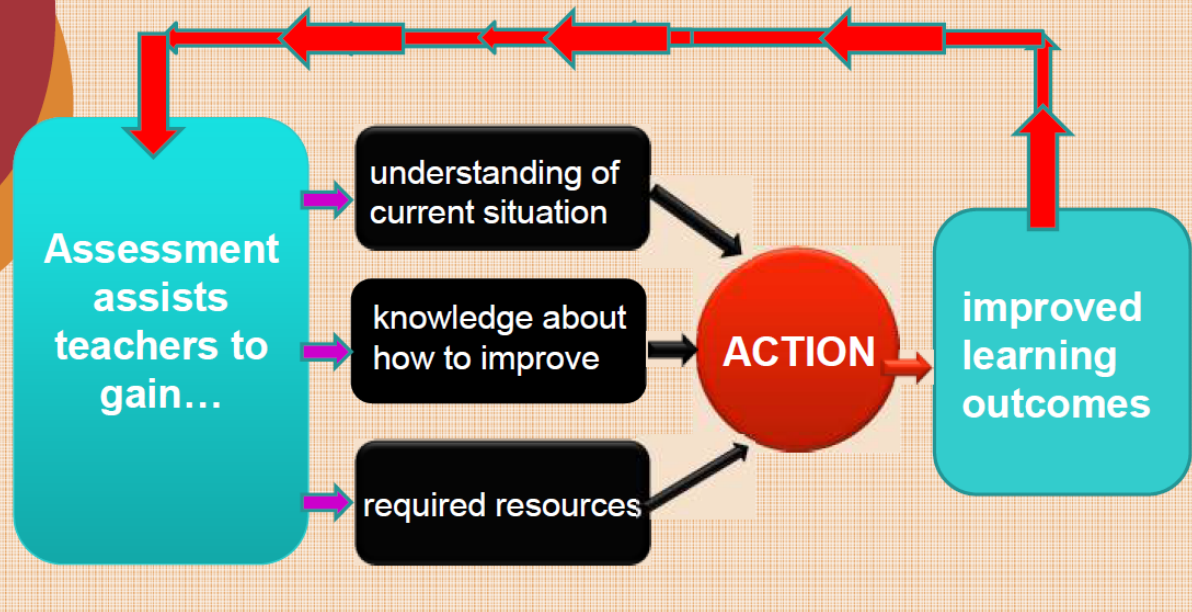 Assessment
assists
teachers to
gain…
understanding of
current situation
knowledge about
how to improve
required resources
ACTION
improved
learning
outcomes